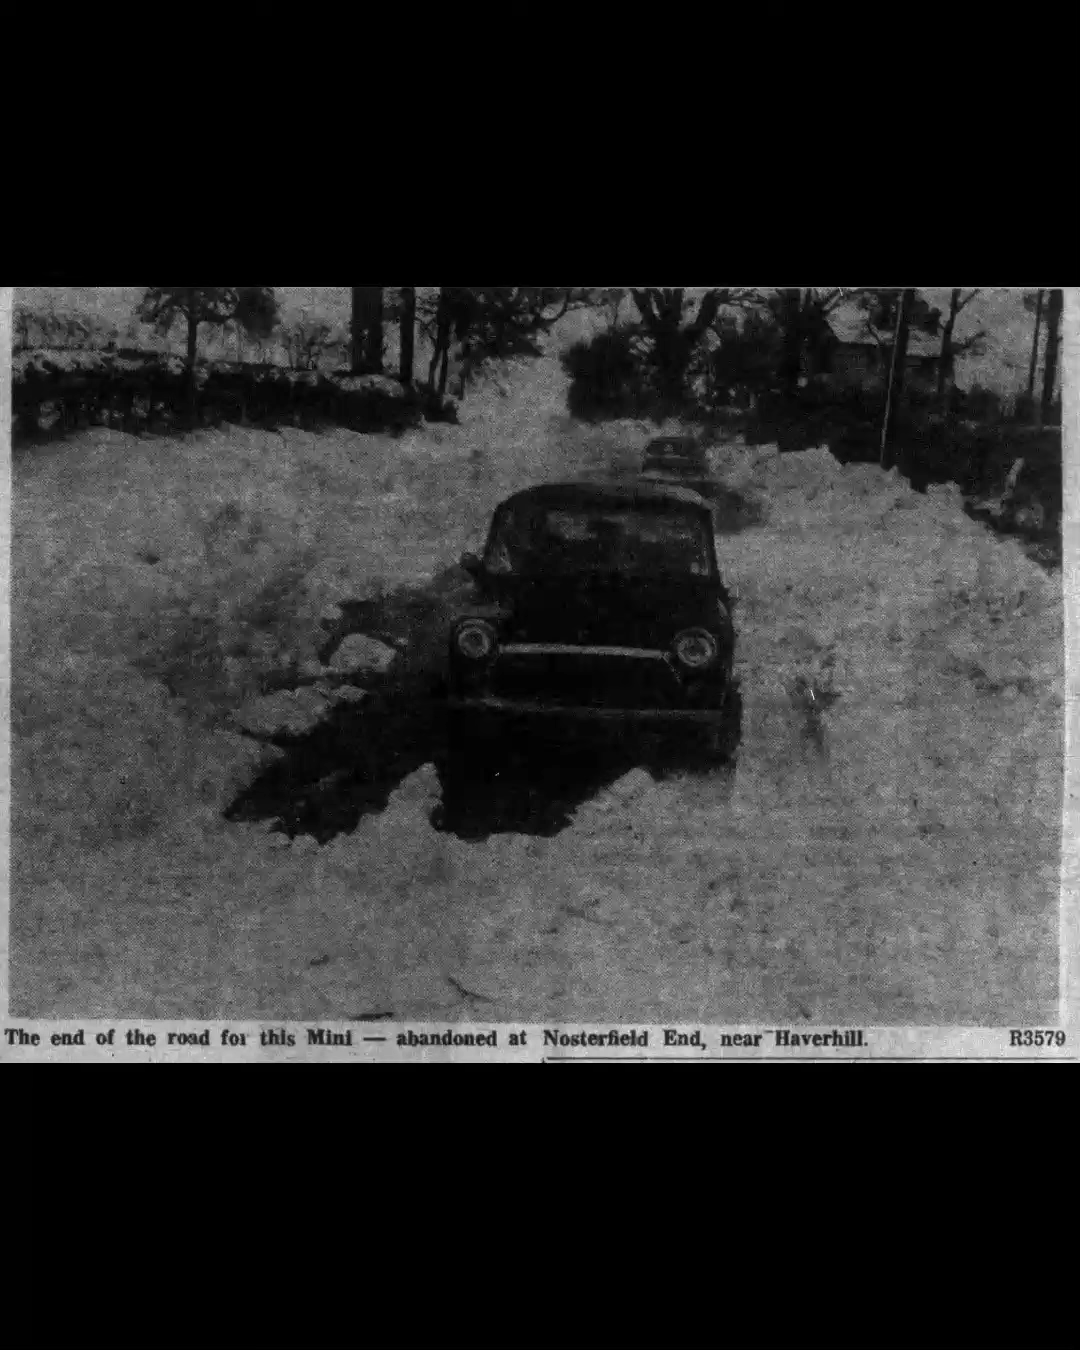 The end of the road for this Mini — abandoned at Nosterfield End, near Haverhill. R3579